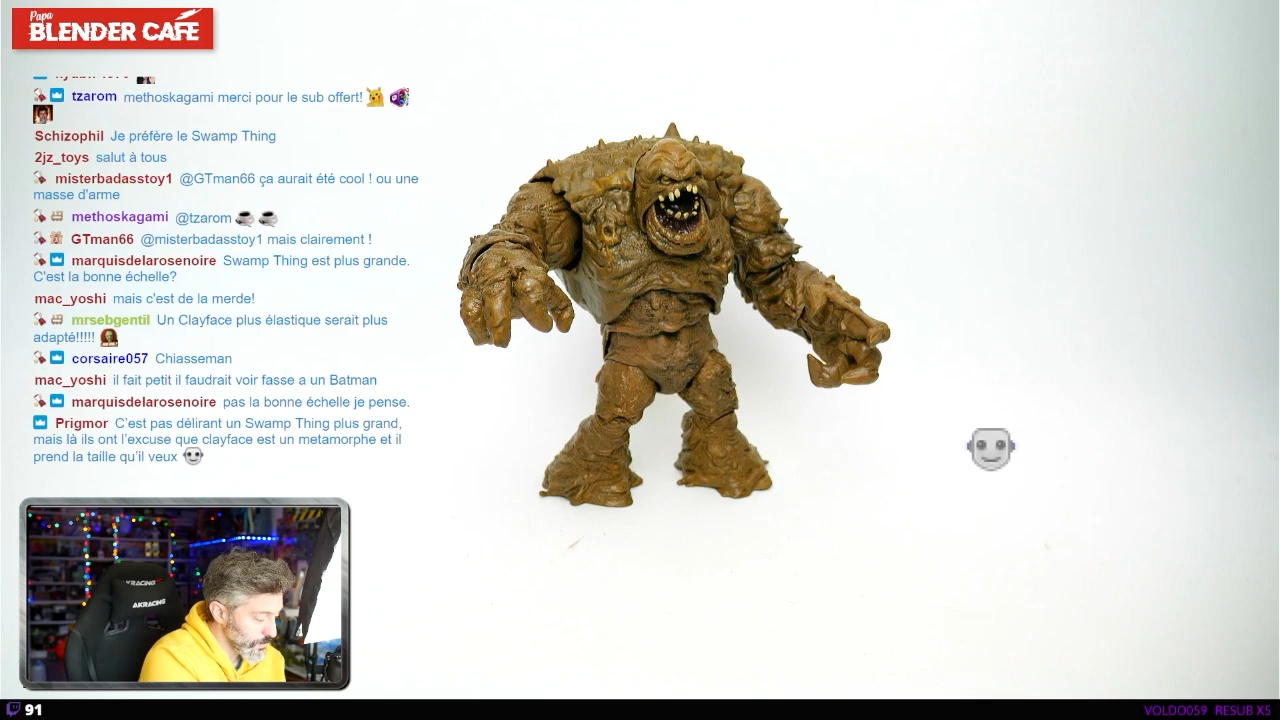 Papa
BLENDER CAFÉ
tzarom methoskagami merci pour le sub offert!
Schizophil Je préfère le Swamp Thing
2jz_toys salut à tous
misterbadasstoy1 @GTman66 ça aurait été cool ! ou une
masse d'arme
methoskagami @tzarom
GTman66 @misterbadasstoy1 mais clairement !
marquisdelarosenoire Swamp Thing est plus grande.
C'est la bonne échelle?
mac_yoshi mais c'est de la merde!
mrsebgentil Un Clayface plus élastique serait plus
adapté!!!!!
corsaire057 Chiasseman
mac_yoshi il fait petit il faudrait voir fasse a un Batman
marquisdelarosenoire pas la bonne échelle je pense.
Prigmor C'est pas délirant un Swamp Thing plus grand,
mais là ils ont l'excuse que clayface est un metamorphe et il
prend la taille qu'il veux
AKRACING
AKRACING
91
VOLDO059 RESUB X5